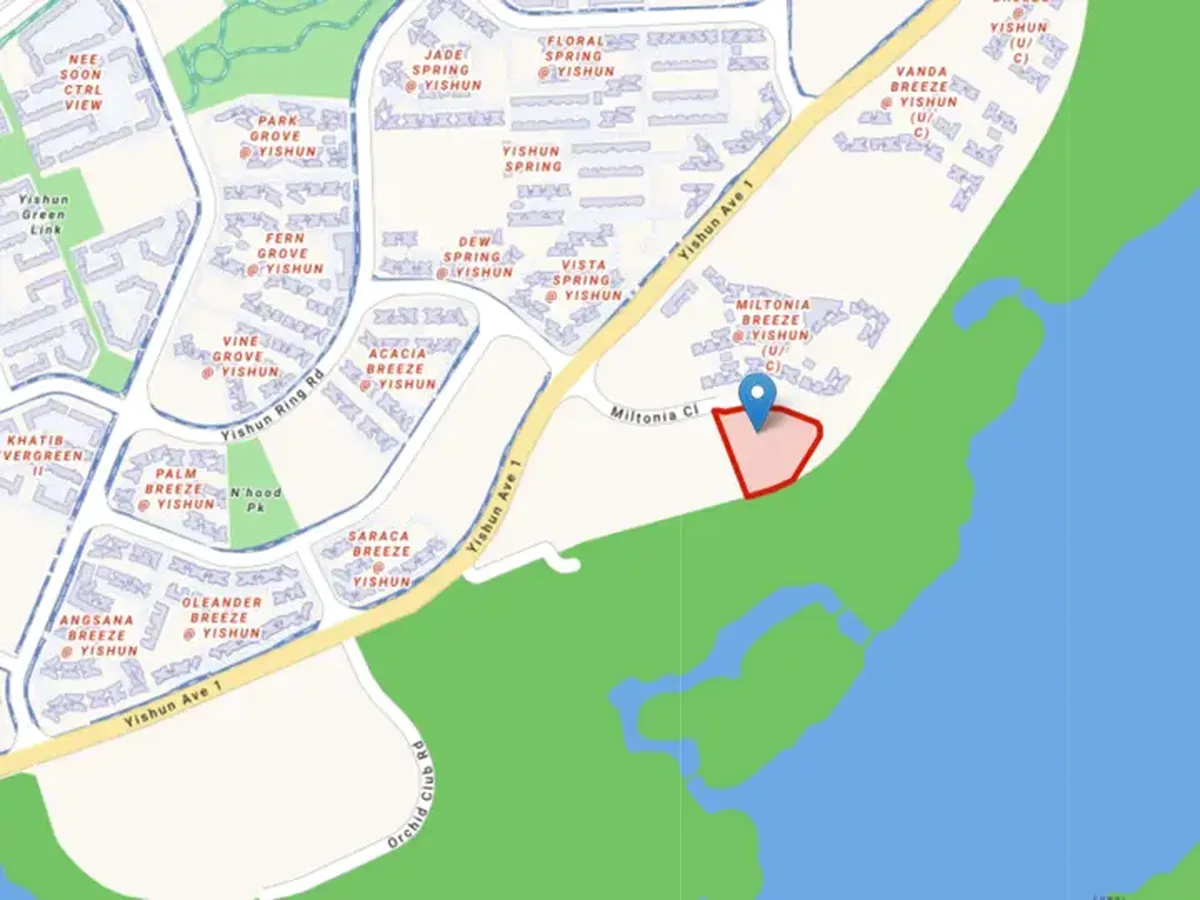 @
YISHUN
(U/
C)
NEE
SOON
CTRL
VIEW
JADE
SPRING
@ YISHUN
FLORAL
SPRING
@ YISHUN
VANDA
BREEZE
@ YISHUN
(U/
C)
PARK
GROVE
@ YISHUN
YISHUN
SPRING
Yishun
Green
Link
Yishun Ave 1
FERN
GROVE
@ YISHUN
DEW
SPRING
@ YISHUN
VISTA
SPRING
@ YISHUN
MILTONIA
BREEZE
@ YISHUN
(U/
C)
VINE
GROVE
@ YISHUN
ACACIA
BREEZE
@ YISHUN
Yishun Ring Rd
Miltonia Cl
KHATIB
VERGREEN
II
PALM
BREEZE
@ YISHUN
N'hood
Pk
Yishun Ave 1
SARACA
BREEZE
@
YISHUN
ANGSANA
BREEZE
@ YISHUN
OLEANDER
BREEZE
@ YISHUN
Yishun Ave 1
Orchid Club Rd